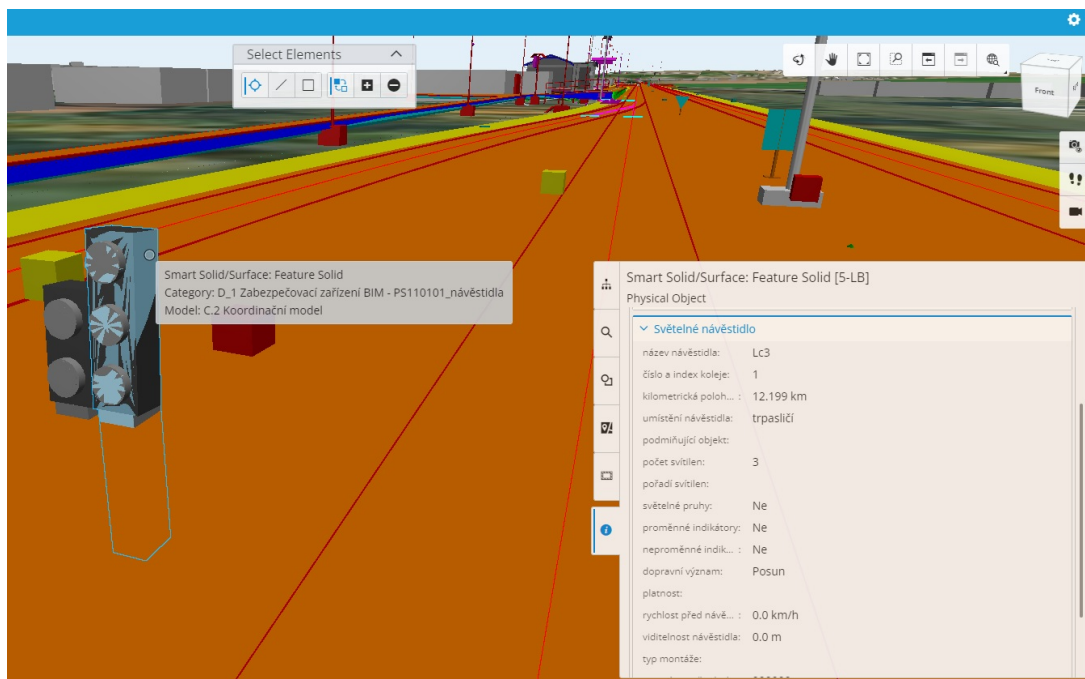 Select Elements
Front
Smart Solid/Surface: Feature Solid
Category: D_1 Zabezpečovací zařízení BIM - PS110101_návěstidla
Model: C.2 Koordinační model
Smart Solid/Surface: Feature Solid [5-LB]
Physical Object
Světelné návěstidlo
název návěstidla: Lc3
číslo a index koleje: 1
kilometrická poloh... : 12.199 km
umístění návěstidla: trpasličí
podmiňující objekt:
počet svítilen: 3
pořadí svítilen:
světelné pruhy: Ne
proměnné indikátory: Ne
neproměnné indik... : Ne
dopravní význam: Posun
platnost:
rychlost před návě... : 0.0 km/h
viditelnost návěstidla: 0.0 m
typ montáže: